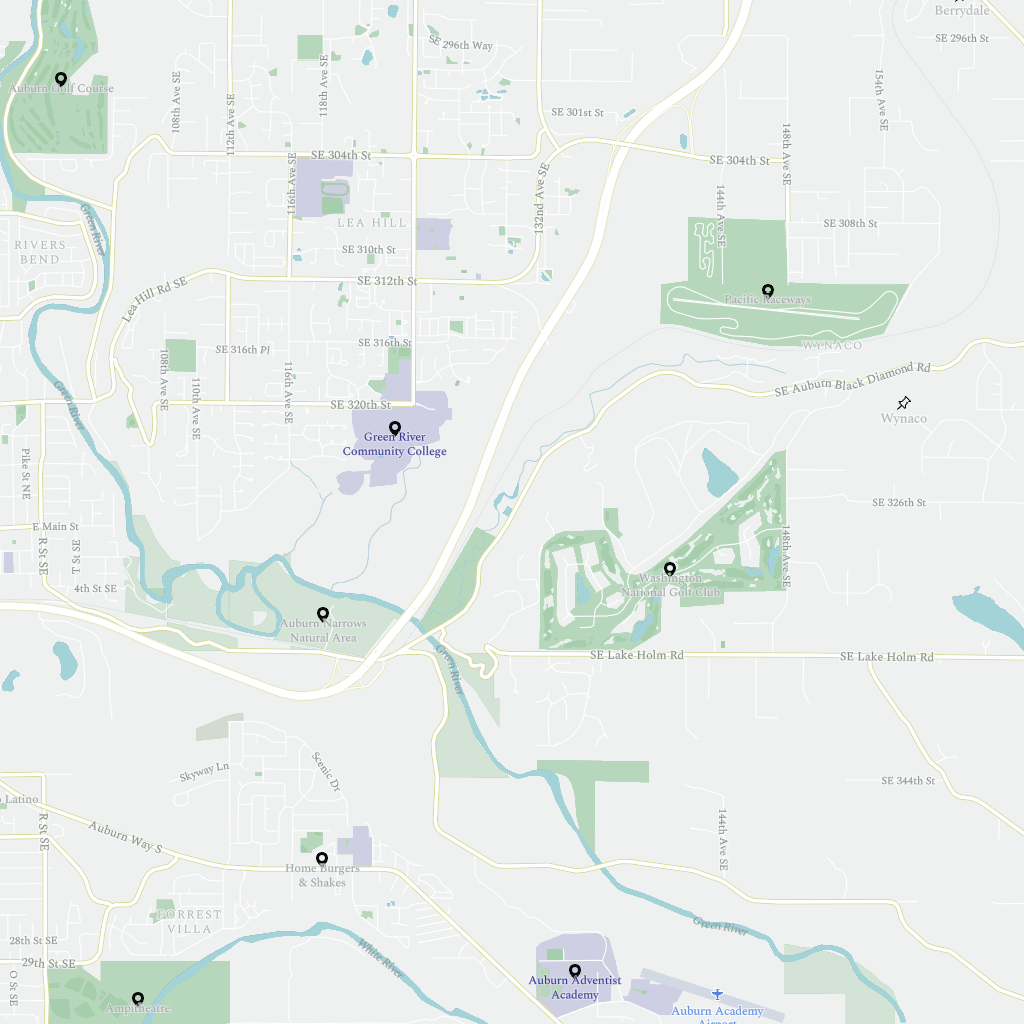 Berrydale
SE 296th Way
SE 296th St
Auburn Golf Course
108th Ave SE
112th Ave SE
118th Ave SE
154th Ave SE
SE 301st St
SE 304th St
SE 304th St
148th Ave SE
116th Ave SE
132nd Ave SE
144th Ave SE
Green River
LEA HILL
SE 308th St
RIVERS
BEND
SE 310th St
Lea Hill Rd SE
SE 312th St
Pacific Raceways
SE 316th Pl
SE 316th St
WYNACO
108th Ave SE
110th Ave SE
116th Ave SE
SE Auburn Black Diamond Rd
Green River
SE 320th St
Wynaco
Green River
Community College
Pike St NE
SE 326th St
E Main St
R St SE
T St SE
148th Ave SE
4th St SE
Washington
National Golf Club
Auburn Narrows
Natural Area
Green River
SE Lake Holm Rd
SE Lake Holm Rd
Skyway Ln
Scenic Dr
SE 344th St
Latino
R St SE
Auburn Way S
144th Ave SE
Home Burgers
& Shakes
FORREST
VILLA
Green River
28th St SE
29th St SE
O St SE
White River
Auburn Adventist
Academy
Ampitheatre
Auburn Academy
Airport